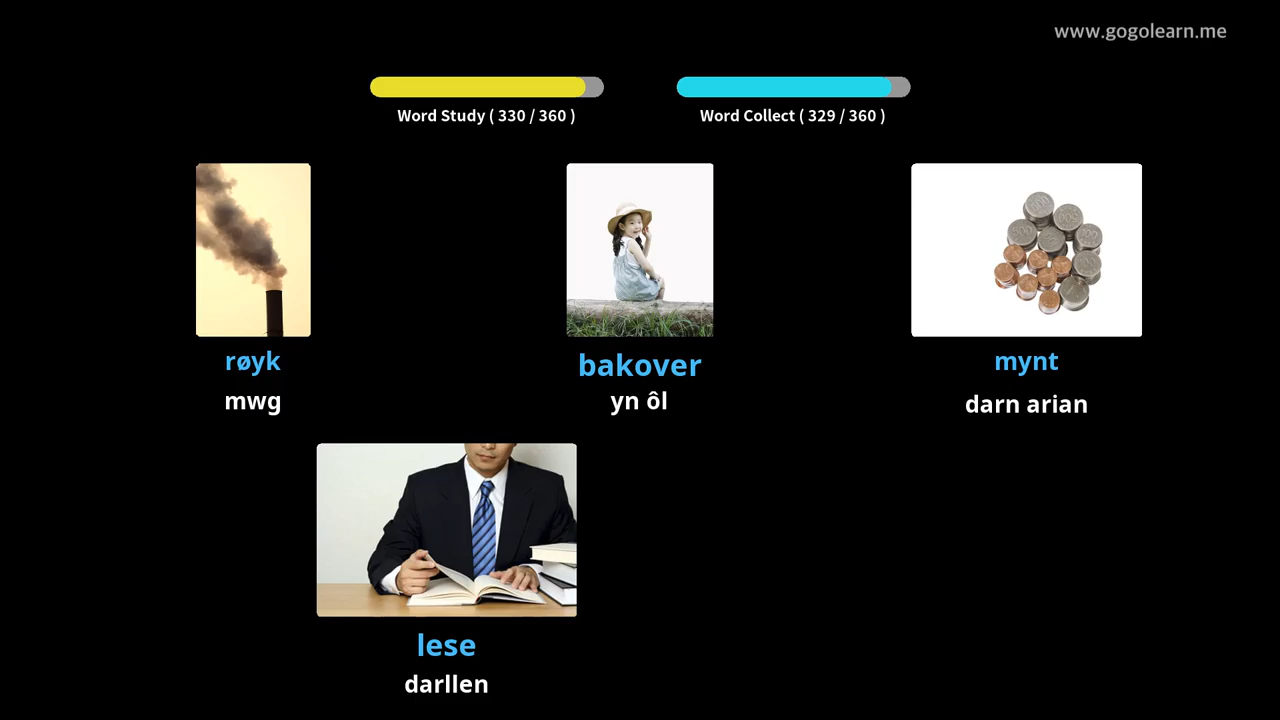 www.gogolearn.me
Word Study ( 330 / 360 )
Word Collect ( 329 / 360 )
røyk
bakover
mynt
mwg
yn ôl
darn arian
lese
darllen